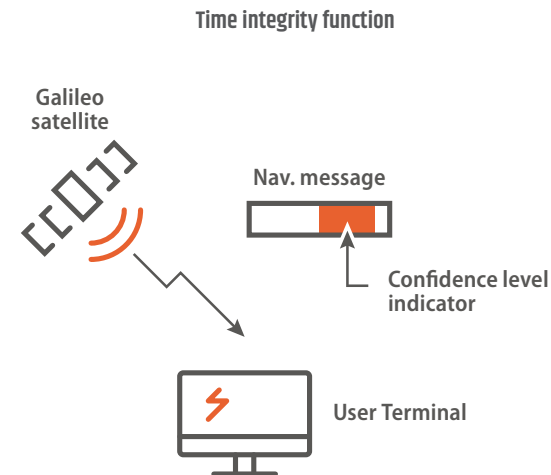 Time integrity function
Galileo
satellite
Nav. message
Confidence level
indicator
User Terminal